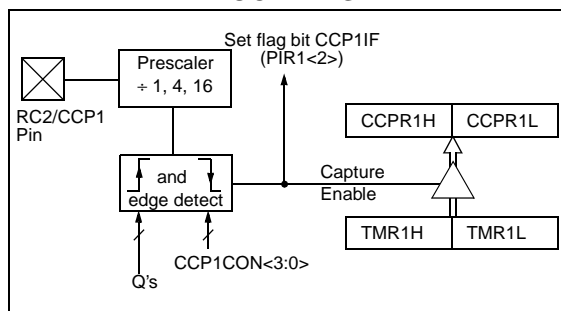 Set flag bit CCP1IF
(PIR1<2>)
Prescaler
÷ 1, 4, 16
RC2/CCP1
Pin
CCPR1H
CCPR1L
and
edge detect
Capture
Enable
TMR1H
TMR1L
CCP1CON<3:0>
Q's